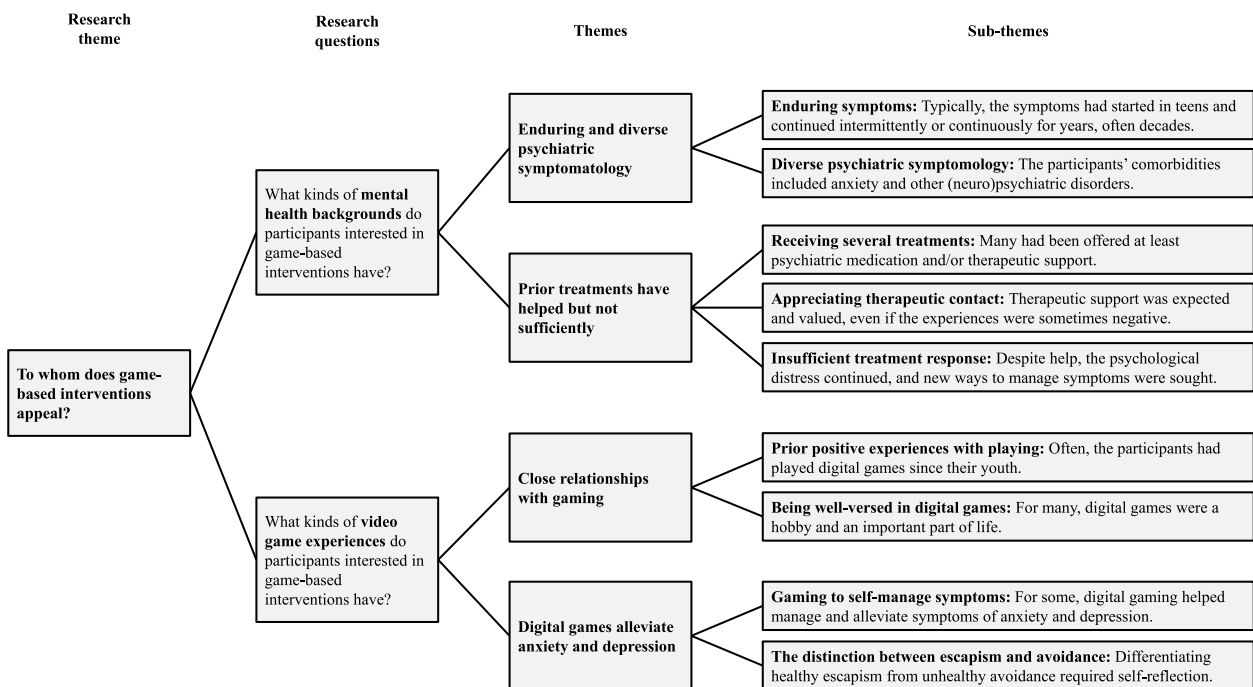 Research
theme
Research
questions
Themes
Sub-themes
To whom does game-
based interventions
appeal?
What kinds of mental
health backgrounds do
participants interested in
game-based
interventions have?
Enduring and diverse
psychiatric
symptomatology
Enduring symptoms: Typically, the symptoms had started in teens and
continued intermittently or continuously for years, often decades.
Diverse psychiatric symptomology: The participants’ comorbidities
included anxiety and other (neuro)psychiatric disorders.
Prior treatments have
helped but not
sufficiently
Receiving several treatments: Many had been offered at least
psychiatric medication and/or therapeutic support.
Appreciating therapeutic contact: Therapeutic support was expected
and valued, even if the experiences were sometimes negative.
Insufficient treatment response: Despite help, the psychological
distress continued, and new ways to manage symptoms were sought.
What kinds of video
game experiences do
participants interested in
game-based
interventions have?
Close relationships
with gaming
Prior positive experiences with playing: Often, the participants had
played digital games since their youth.
Being well-versed in digital games: For many, digital games were a
hobby and an important part of life.
Digital games alleviate
anxiety and depression
Gaming to self-manage symptoms: For some, digital gaming helped
manage and alleviate symptoms of anxiety and depression.
The distinction between escapism and avoidance: Differentiating
healthy escapism from unhealthy avoidance required self-reflection.